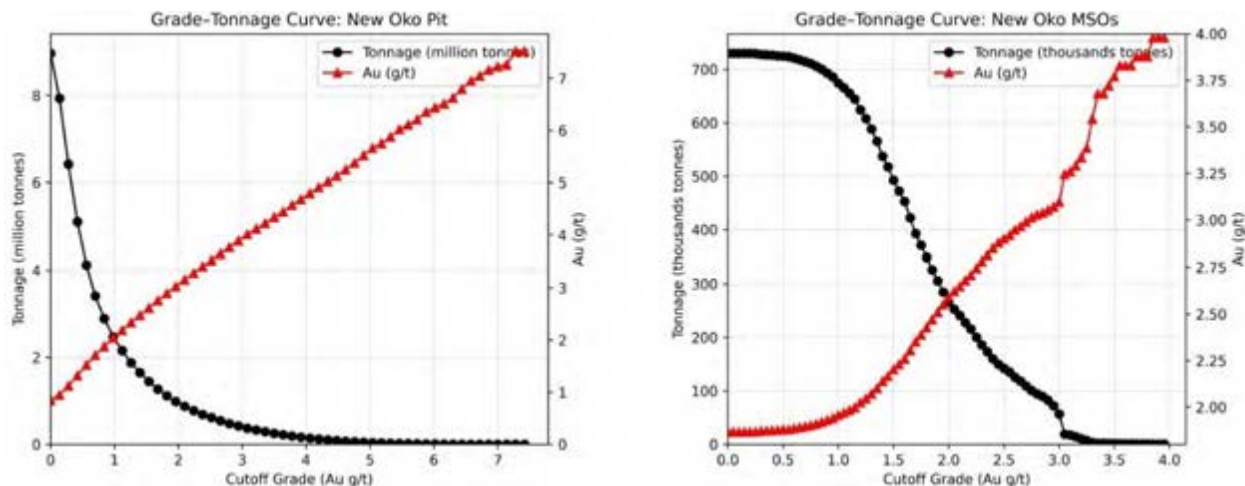 Grade–Tonnage Curve: New Oko Pit
Tonnage (million tonnes)
Au (g/t)
8
6
4
2
0
Tonnage (million tonnes)
7
6
5
4
3
2
1
0
Au (g/t)
0 1 2 3 4 5 6 7
Cutoff Grade (Au g/t)
Grade–Tonnage Curve: New Oko MSOs
Tonnage (thousands tonnes)
Au (g/t)
700
600
500
400
300
200
100
0
Tonnage (thousands tonnes)
4.00
3.75
3.50
3.25
3.00
2.75
2.50
2.25
2.00
Au (g/t)
0.0 0.5 1.0 1.5 2.0 2.5 3.0 3.5 4.0
Cutoff Grade (Au g/t)